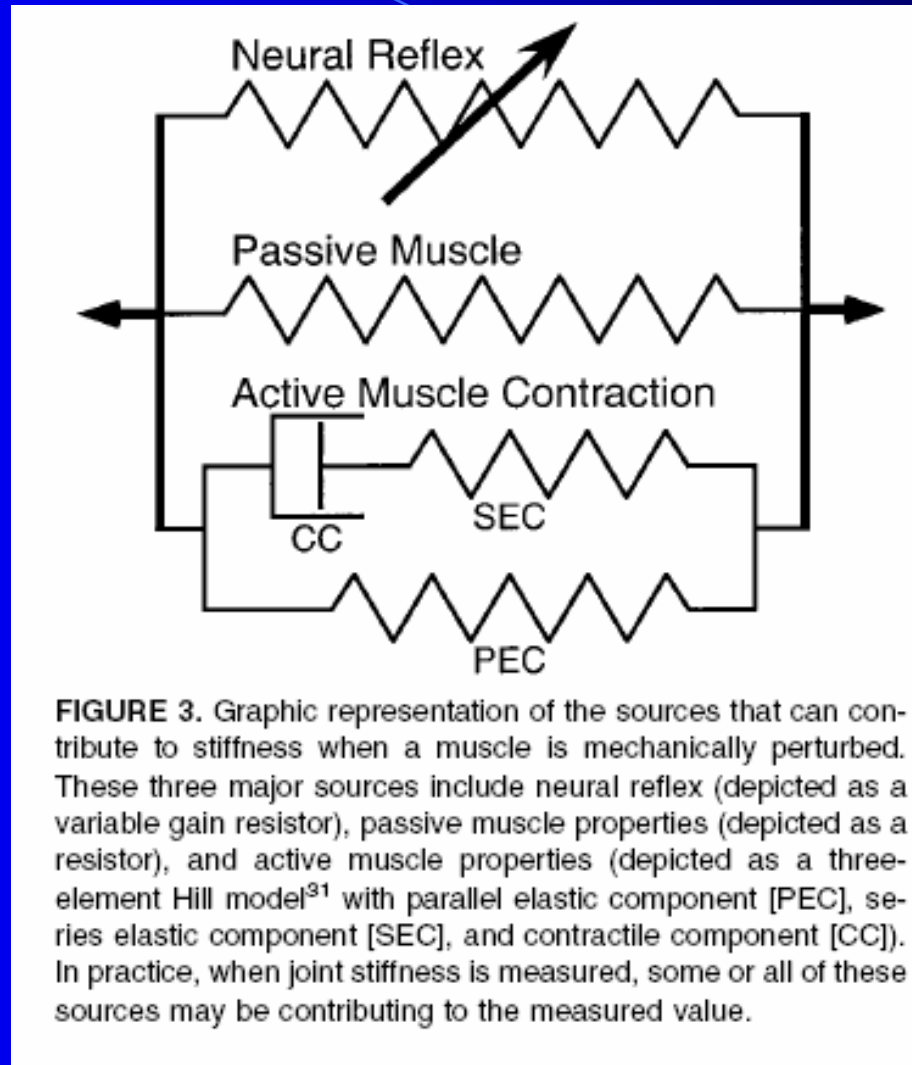 Neural Reflex
Passive Muscle
Active Muscle Contraction
SEC
CC
PEC
FIGURE 3. Graphic representation of the sources that can con-
tribute to stiffness when a muscle is mechanically perturbed.
These three major sources include neural reflex (depicted as a
variable gain resistor), passive muscle properties (depicted as a
resistor), and active muscle properties (depicted as a three-
element Hill model³¹ with parallel elastic component [PEC], se-
ries elastic component [SEC], and contractile component [CC]).
In practice, when joint stiffness is measured, some or all of these
sources may be contributing to the measured value.